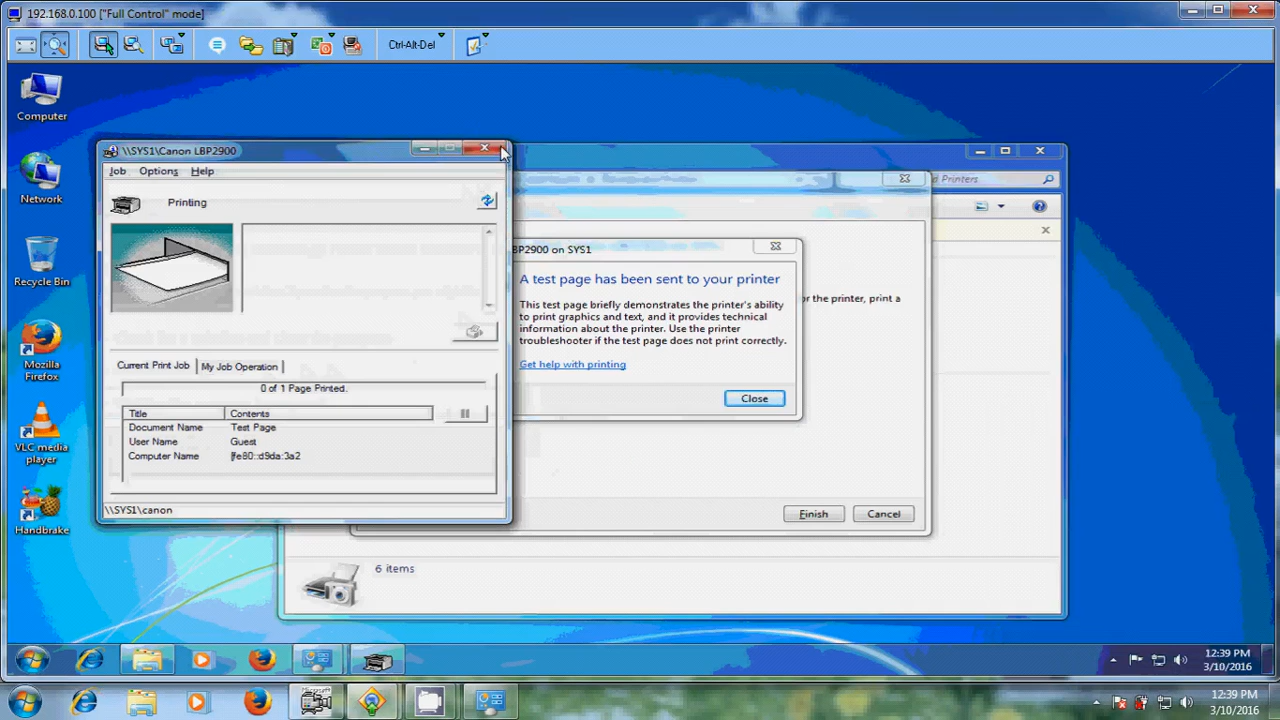 192.168.0.100 ["Full Control" mode]
Ctrl-Alt-Del
Computer
Network
Recycle Bin
Mozilla
Firefox
VLC media
player
Handbrake
\\SYS1\Canon LBP2900
Job Options Help
Printing
Current Print Job
My Job Operation
0 of 1 Page Printed.
Title Contents
Document Name Test Page
User Name Guest
Computer Name fe80::d9da:3a2
\\SYS1\canon
Printers
BP2900 on SYS1
A test page has been sent to your printer
This test page briefly demonstrates the printer's ability
to print graphics and text, and it provides technical
information about the printer. Use the printer
troubleshooter if the test page does not print correctly.
Get help with printing
Close
or the printer, print a
Finish
Cancel
6 items
12:39 PM
3/10/2016
12:39 PM
3/10/2016